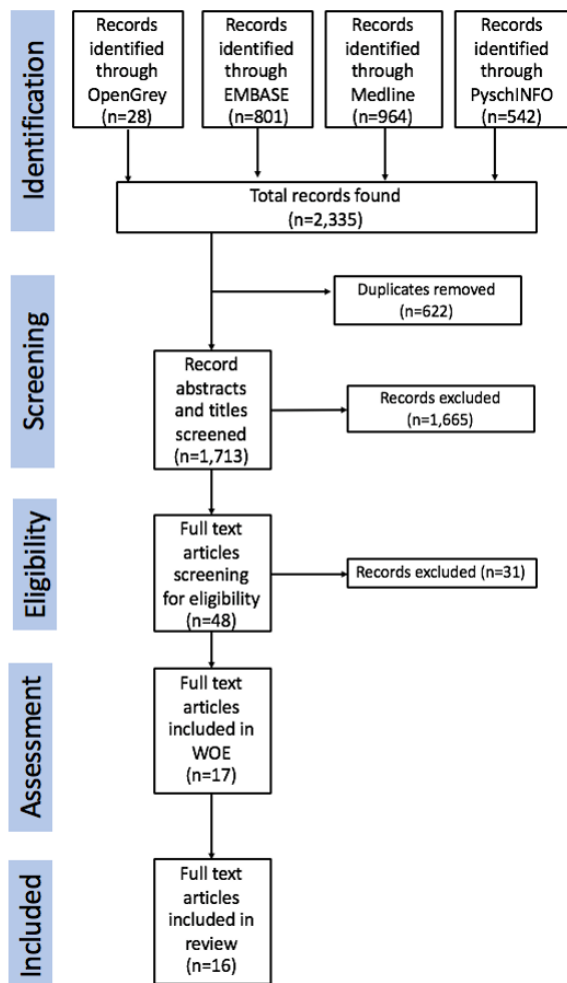 Identification
Records
identified
through
OpenGrey
(n=28)
Records
identified
through
EMBASE
(n=801)
Records
identified
through
Medline
(n=964)
Records
identified
through
PyschINFO
(n=542)
Total records found
(n=2,335)
Screening
Duplicates removed
(n=622)
Record
abstracts
and titles
screened
(n=1,713)
Records excluded
(n=1,665)
Eligibility
Full text
articles
screening
for eligibility
(n=48)
Records excluded (n=31)
Assessment
Full text
articles
included in
WOE
(n=17)
Included
Full text
articles
included in
review
(n=16)